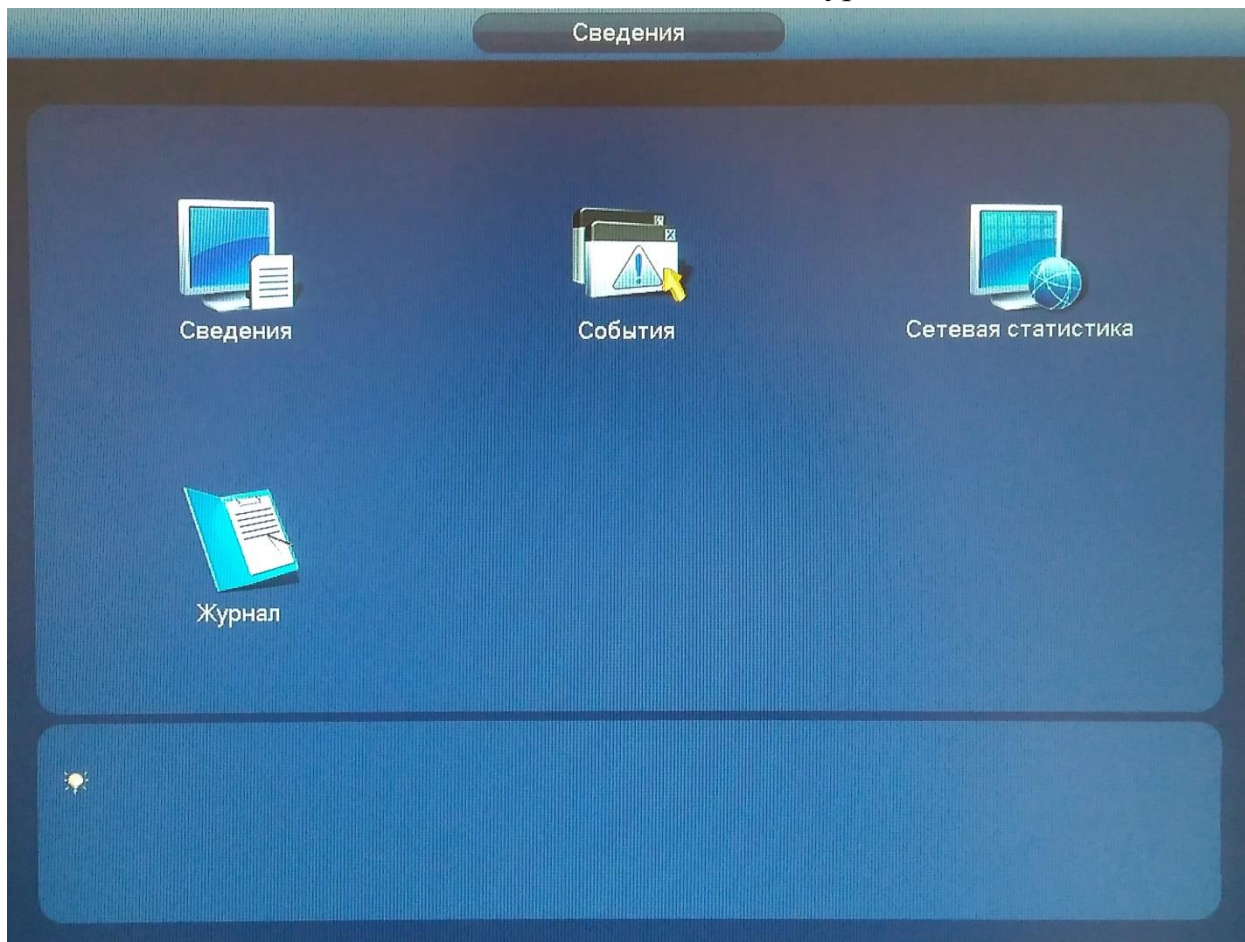 Сведения
Сведения
События
Сетевая статистика
Журнал